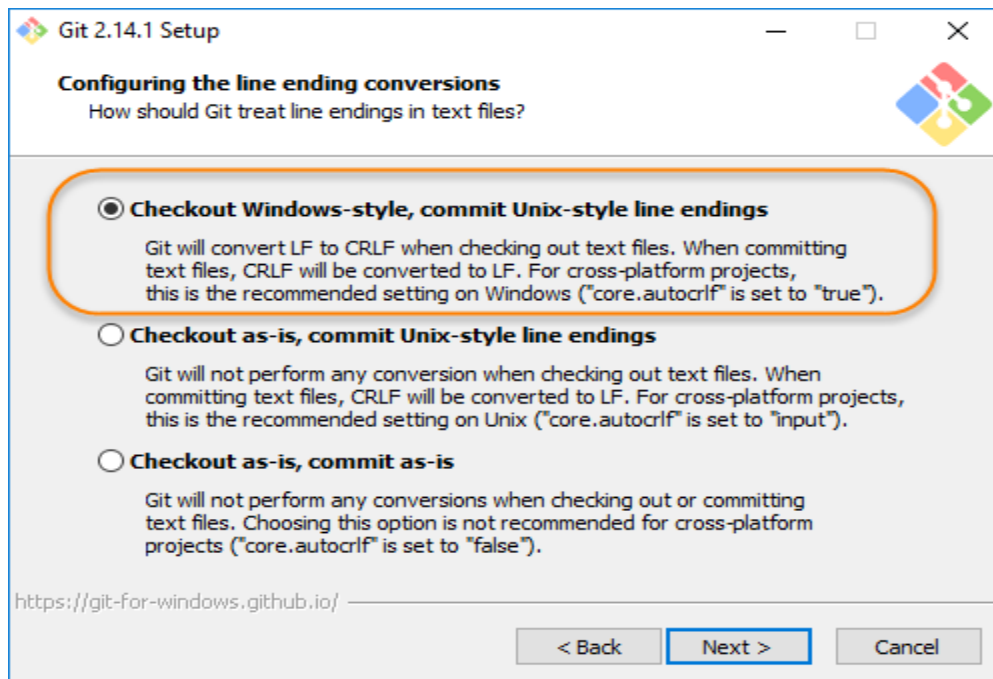 Git 2.14.1 Setup
Configuring the line ending conversions
How should Git treat line endings in text files?
Checkout Windows-style, commit Unix-style line endings
Git will convert LF to CRLF when checking out text files. When committing
text files, CRLF will be converted to LF. For cross-platform projects,
this is the recommended setting on Windows ("core.autocrlf" is set to "true").
Checkout as-is, commit Unix-style line endings
Git will not perform any conversion when checking out text files. When
committing text files, CRLF will be converted to LF. For cross-platform projects,
this is the recommended setting on Unix ("core.autocrlf" is set to "input").
Checkout as-is, commit as-is
Git will not perform any conversions when checking out or committing
text files. Choosing this option is not recommended for cross-platform
projects ("core.autocrlf" is set to "false").
https://git-for-windows.github.io/
< Back
Next >
Cancel